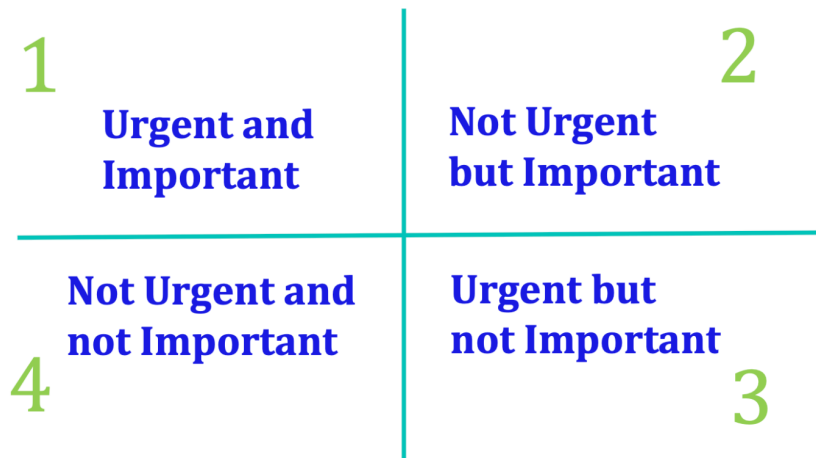 1
Urgent and
Important
2
Not Urgent
but Important
Not Urgent and
not Important
4
Urgent but
not Important
3